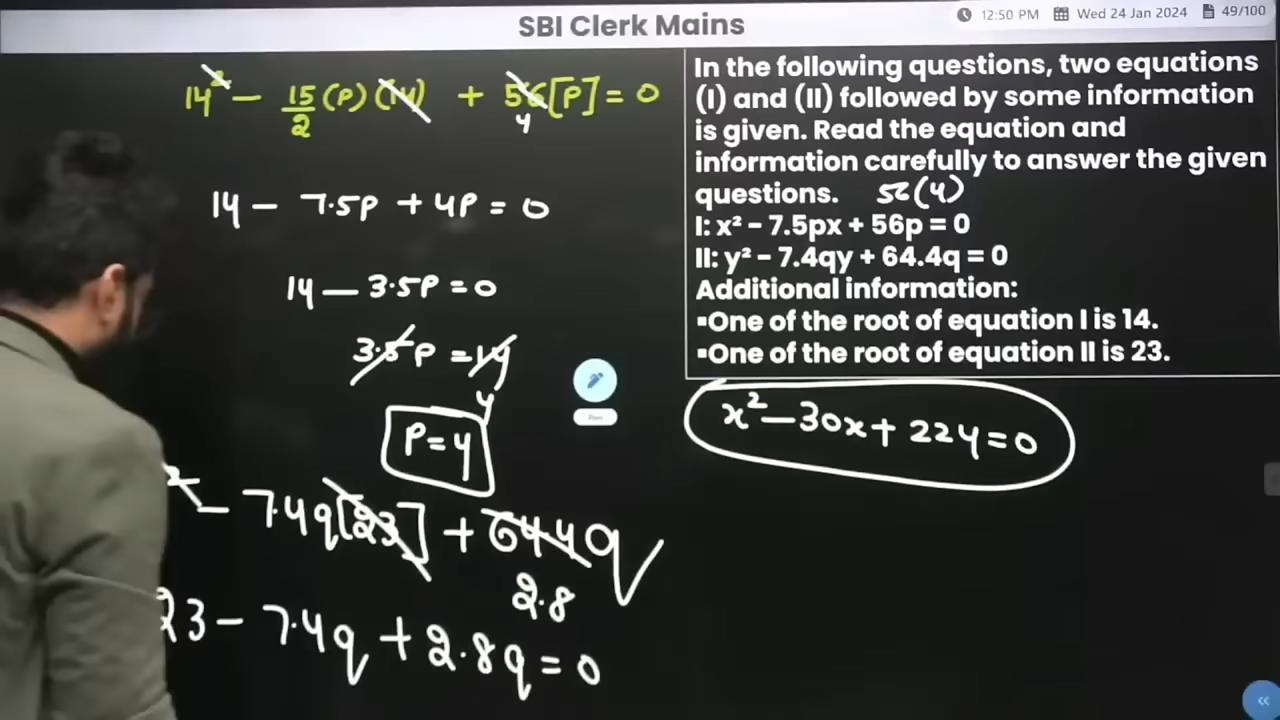 SBI Clerk Mains
12:50 PM Wed 24 Jan 2024 49/100
14² - 15/2 (P) (14) + 56 [P] = 0
4
14 - 7.5P + 4P = 0
14 - 3.5P = 0
3.5P = 14
4
P = 4
2 - 7.4q [23] + 64.4q
2.8
23 - 7.4q + 2.8q = 0
In the following questions, two equations
(I) and (II) followed by some information
is given. Read the equation and
information carefully to answer the given
questions. 56(4)
I: x² - 7.5px + 56p = 0
II: y² - 7.4qy + 64.4q = 0
Additional information:
▪One of the root of equation I is 14.
▪One of the root of equation II is 23.
x² - 30x + 224 = 0
«